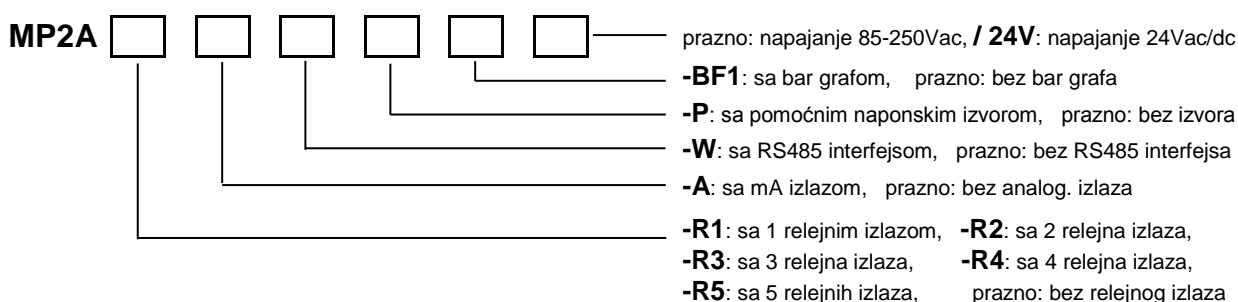 MP2A prazno: napajanje 85-250Vac, / 24V: napajanje 24Vac/dc
-BF1: sa bar grafom, prazno: bez bar grafa
-P: sa pomoćnim naponskim izvorom, prazno: bez izvora
-W: sa RS485 interfejsom, prazno: bez RS485 interfejsa
-A: sa mA izlazom, prazno: bez analog. izlaza
-R1: sa 1 relejnim izlazom, -R2: sa 2 relejna izlaza,
-R3: sa 3 relejna izlaza, -R4: sa 4 relejna izlaza,
-R5: sa 5 relejnih izlaza, prazno: bez relejnog izlaza